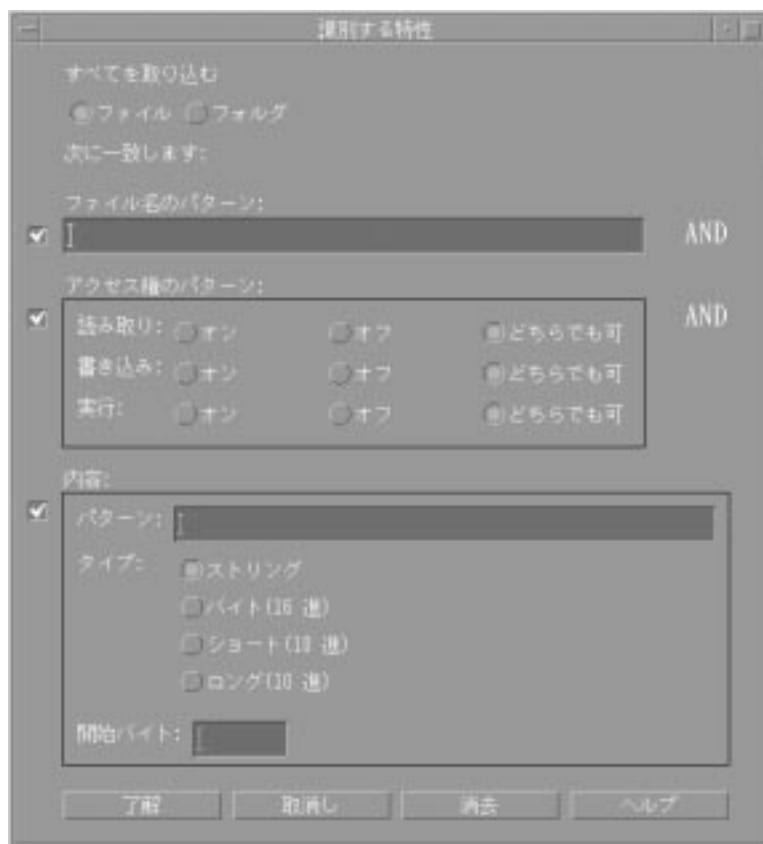 識別する特性
すべてを取り込む
ファイル フォルダ
次に一致します:
ファイル名のパターン:
AND
アクセス権のパターン:
AND
読み取り: オン オフ どちらでも可
書き込み: オン オフ どちらでも可
実行: オン オフ どちらでも可
内容:
パターン:
タイプ: ストリング
バイト(16 進)
ショート(10 進)
ロング(10 進)
開始バイト:
了解 取消し 消去 ヘルプ